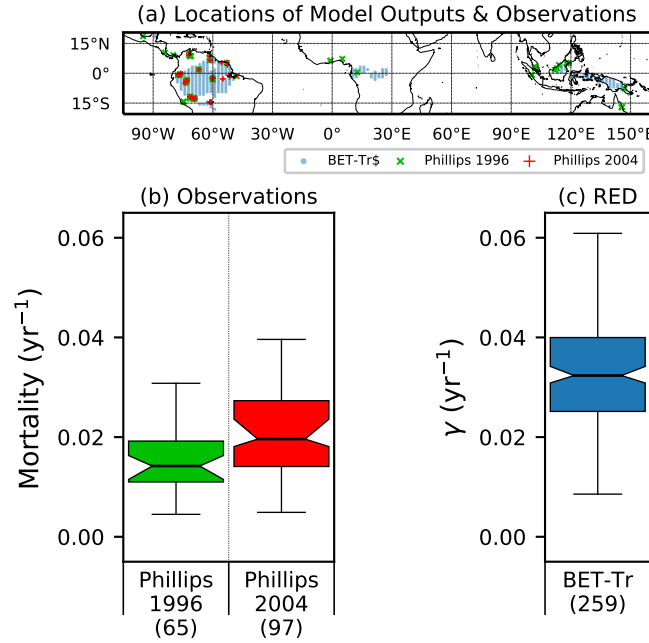 (a) Locations of Model Outputs & Observations
15°N
0°
15°S
90°W 60°W 30°W 0°E 30°E 60°E 90°E 120°E 150°E
BET-Tr$ Phillips 1996 Phillips 2004
(b) Observations
(c) RED
0.06
0.04
0.02
0.00
Mortality (yr⁻¹)
0.06
0.04
0.02
0.00
γ (yr⁻¹)
Phillips
1996
(65)
Phillips
2004
(97)
BET-Tr
(259)